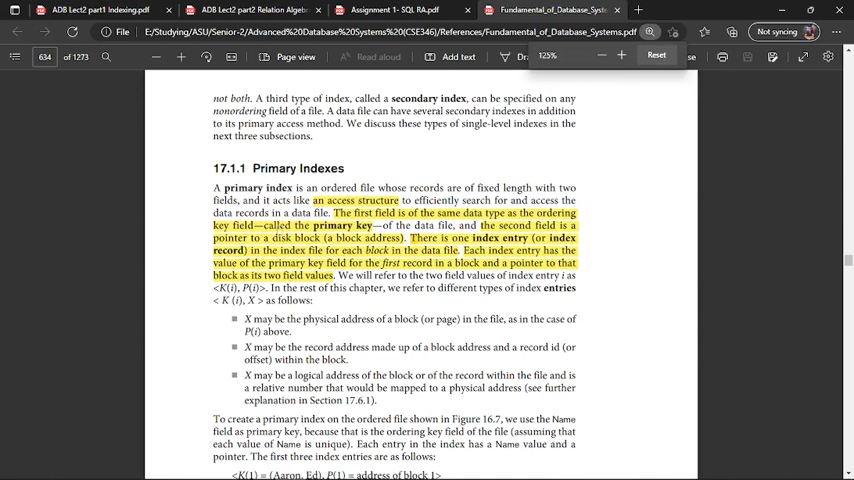 ADB Lect2 part1 Indexing.pdf
ADB Lect2 part2 Relation Algebr
Assignment 1- SQL RA.pdf
Fundamental_of_Database_Syste
File
E:/Studying/ASU/Senior-2/Advanced%20Database%20Systems%20(CSE346)/References/Fundamental_of_Database_Systems.pdf
Not syncing
634 of 1273
Page view
Read aloud
Add text
125%
Reset
not both. A third type of index, called a secondary index, can be specified on any
nonordering field of a file. A data file can have several secondary indexes in addition
to its primary access method. We discuss these types of single-level indexes in the
next three subsections.
17.1.1 Primary Indexes
A primary index is an ordered file whose records are of fixed length with two
fields, and it acts like an access structure to efficiently search for and access the
data records in a data file. The first field is of the same data type as the ordering
key field—called the primary key—of the data file, and the second field is a
pointer to a disk block (a block address). There is one index entry (or index
record) in the index file for each block in the data file. Each index entry has the
value of the primary key field for the first record in a block and a pointer to that
block as its two field values. We will refer to the two field values of index entry i as
<K(i), P(i)>. In the rest of this chapter, we refer to different types of index entries
< K (i), X > as follows:
■ X may be the physical address of a block (or page) in the file, as in the case of
P(i) above.
■ X may be the record address made up of a block address and a record id (or
offset) within the block.
■ X may be a logical address of the block or of the record within the file and is
a relative number that would be mapped to a physical address (see further
explanation in Section 17.6.1).
To create a primary index on the ordered file shown in Figure 16.7, we use the Name
field as primary key, because that is the ordering key field of the file (assuming that
each value of Name is unique). Each entry in the index has a Name value and a
pointer. The first three index entries are as follows:
<K(1) = (Aaron, Ed), P(1) = address of block 1>